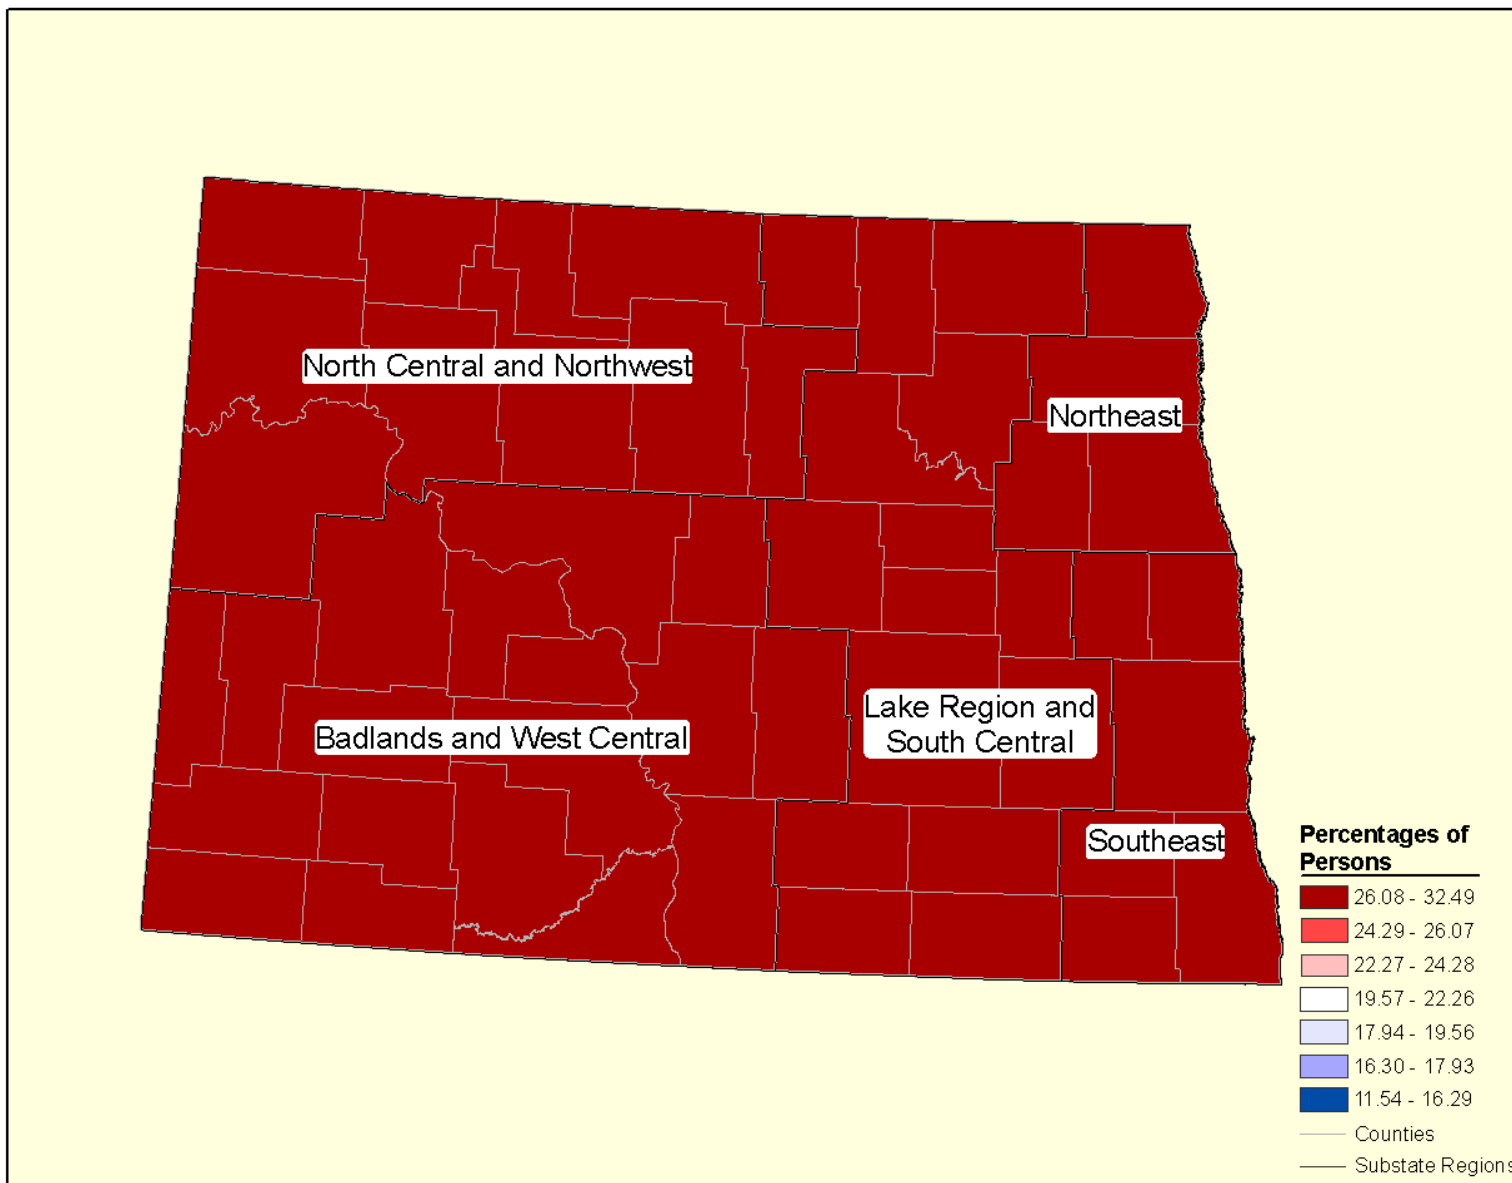 North Central and Northwest
Northeast
Lake Region and
South Central
Badlands and West Central
Southeast
Percentages of
Persons
26.08 - 32.49
24.29 - 26.07
22.27 - 24.28
19.57 - 22.26
17.94 - 19.56
16.30 - 17.93
11.54 - 16.29
Counties
Substate Regions